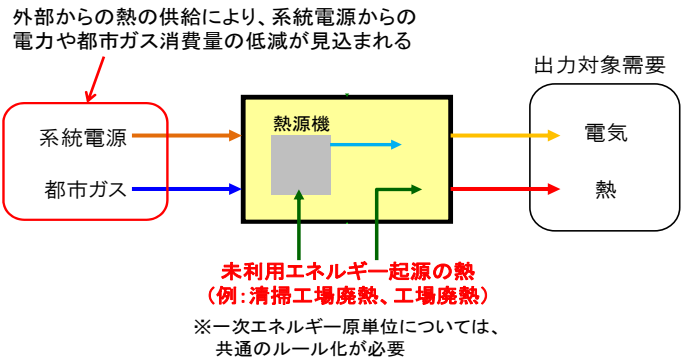 外部からの熱の供給により、系統電源からの
電力や都市ガス消費量の低減が見込まれる
出力対象需要
熱源機
系統電源
電気
都市ガス
熱
未利用エネルギー起源の熱
(例:清掃工場廃熱、工場廃熱)
※一次エネルギー原単位については、
共通のルール化が必要